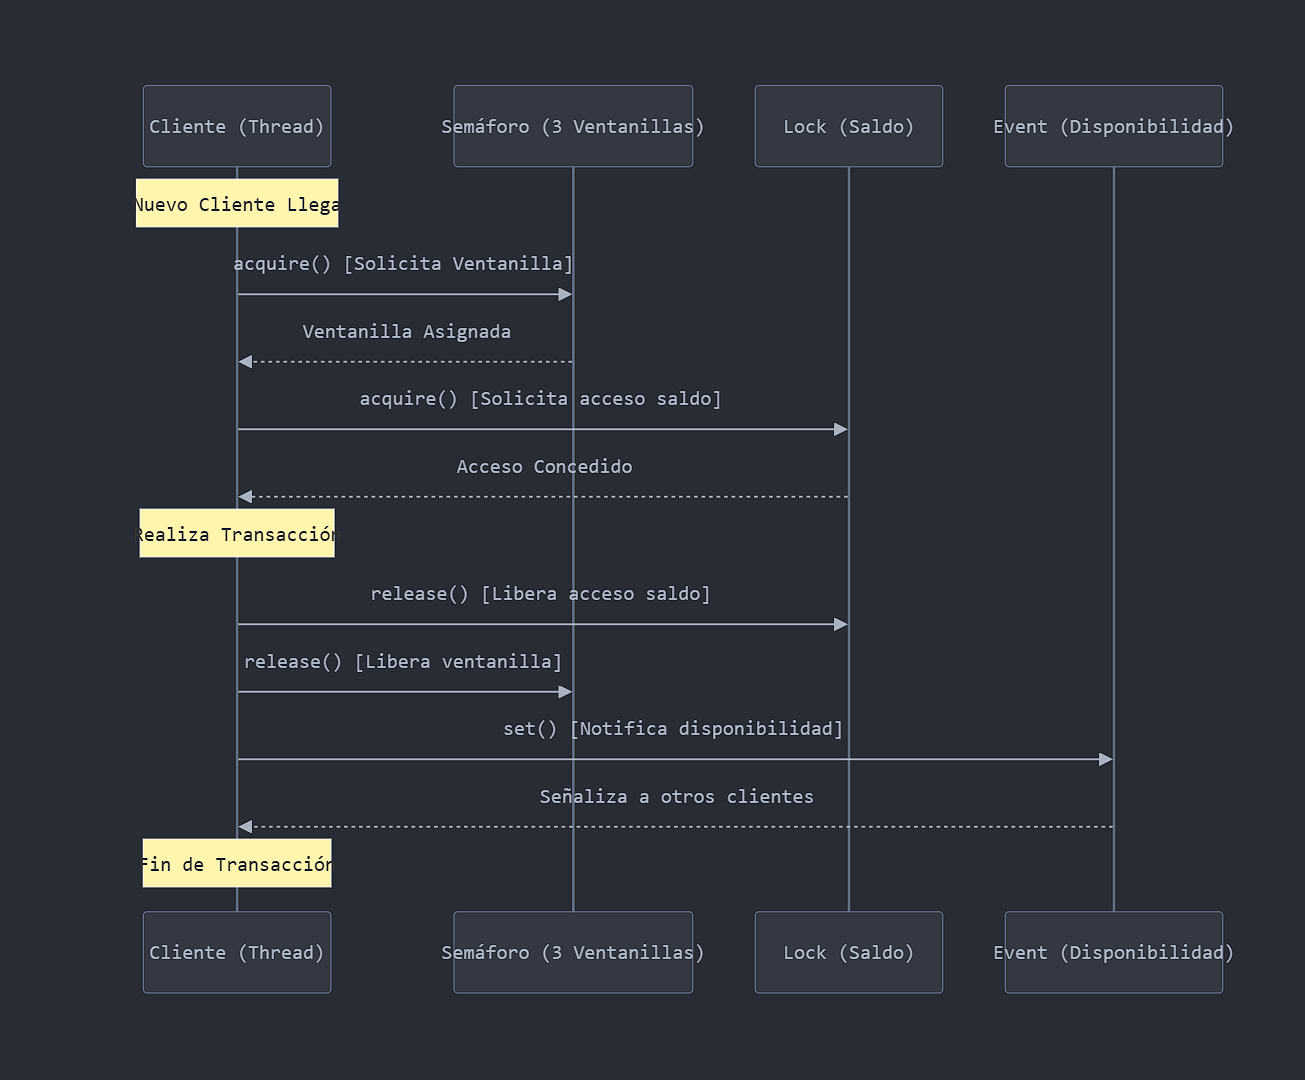 Cliente (Thread)
Semáforo (3 Ventanillas)
Lock (Saldo)
Event (Disponibilidad)
Nuevo Cliente Llega
acquire() [Solicita Ventanilla]
Ventanilla Asignada
acquire() [Solicita acceso saldo]
Acceso Concedido
Realiza Transacción
release() [Libera acceso saldo]
release() [Libera ventanilla]
set() [Notifica disponibilidad]
Señaliza a otros clientes
Fin de Transacción
Cliente (Thread)
Semáforo (3 Ventanillas)
Lock (Saldo)
Event (Disponibilidad)